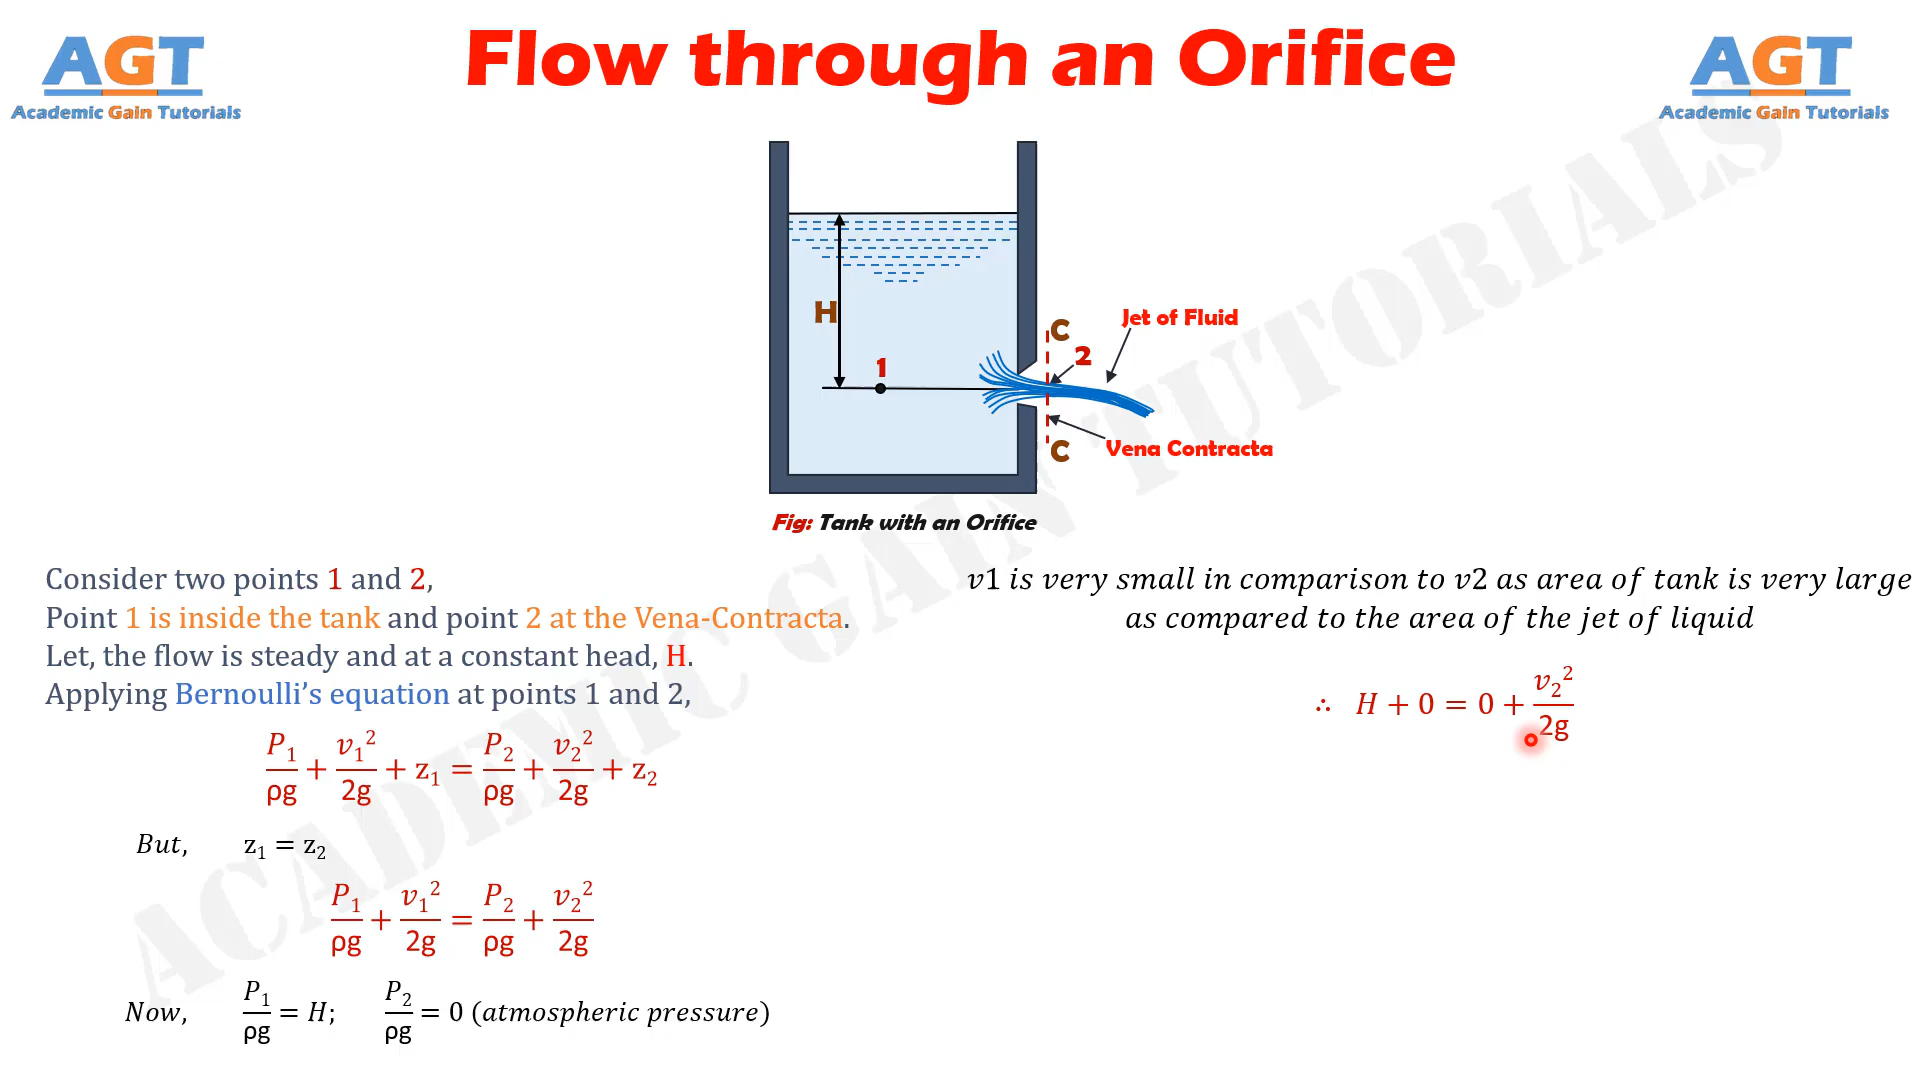 AGT
Academic Gain Tutorials
Flow through an Orifice
AGT
Academic Gain Tutorials
H
1
C
2
Jet of Fluid
Vena Contracta
C
Fig: Tank with an Orifice
Consider two points 1 and 2,
Point 1 is inside the tank and point 2 at the Vena-Contracta.
Let, the flow is steady and at a constant head, H.
Applying Bernoulli’s equation at points 1 and 2,
P₁/ρg + v₁²/2g + z₁ = P₂/ρg + v₂²/2g + z₂
But, z₁ = z₂
P₁/ρg + v₁²/2g = P₂/ρg + v₂²/2g
Now, P₁/ρg = H; P₂/ρg = 0 (atmospheric pressure)
v1 is very small in comparison to v2 as area of tank is very large
as compared to the area of the jet of liquid
∴ H + 0 = 0 + v₂²/2g
ACADEMIC GAIN TUTORIALS